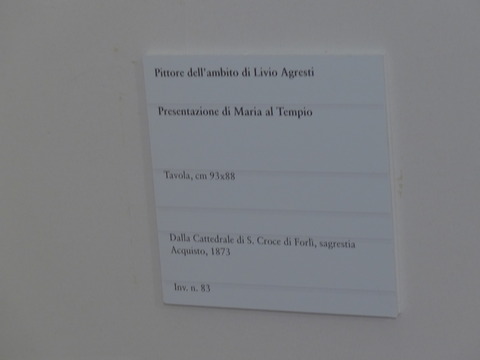 Pittore dell'ambito di Livio Agresti
Presentazione di Maria al Tempio
Tavola, cm 93x88
Dalla Cattedrale di S. Croce di Forlì, sagrestia
Acquisto, 1873
Inv. n. 83